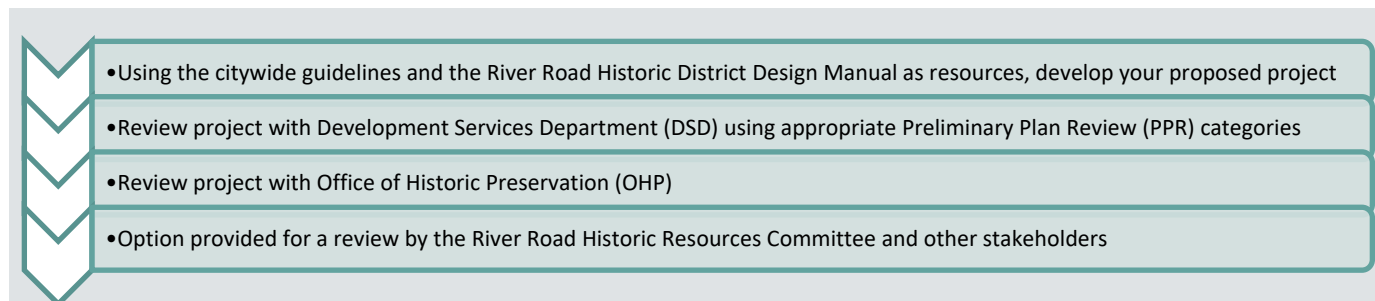 •Using the citywide guidelines and the River Road Historic District Design Manual as resources, develop your proposed project
•Review project with Development Services Department (DSD) using appropriate Preliminary Plan Review (PPR) categories
•Review project with Office of Historic Preservation (OHP)
•Option provided for a review by the River Road Historic Resources Committee and other stakeholders